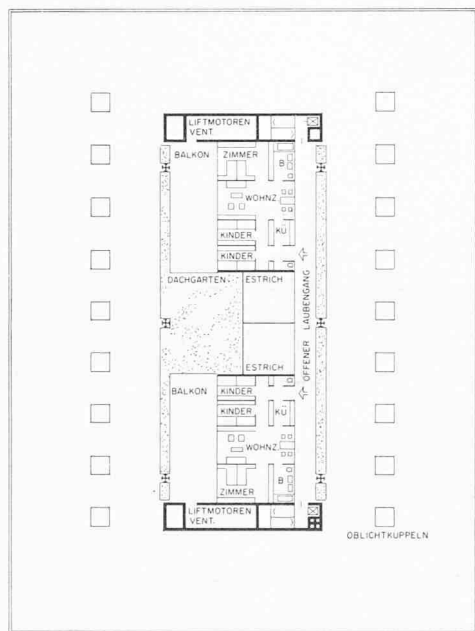 LIFTMOTOREN
VENT.
BALKON
ZIMMER
B
WOHNZ.
KINDER
KÜ
KINDER
DACHGARTEN
ESTRICH
OFFENER LAUBENGANG
ESTRICH
BALKON
KINDER
KINDER
KÜ
WOHNZ.
B
ZIMMER
LIFTMOTOREN
VENT.
OBLICHTKUPPELN